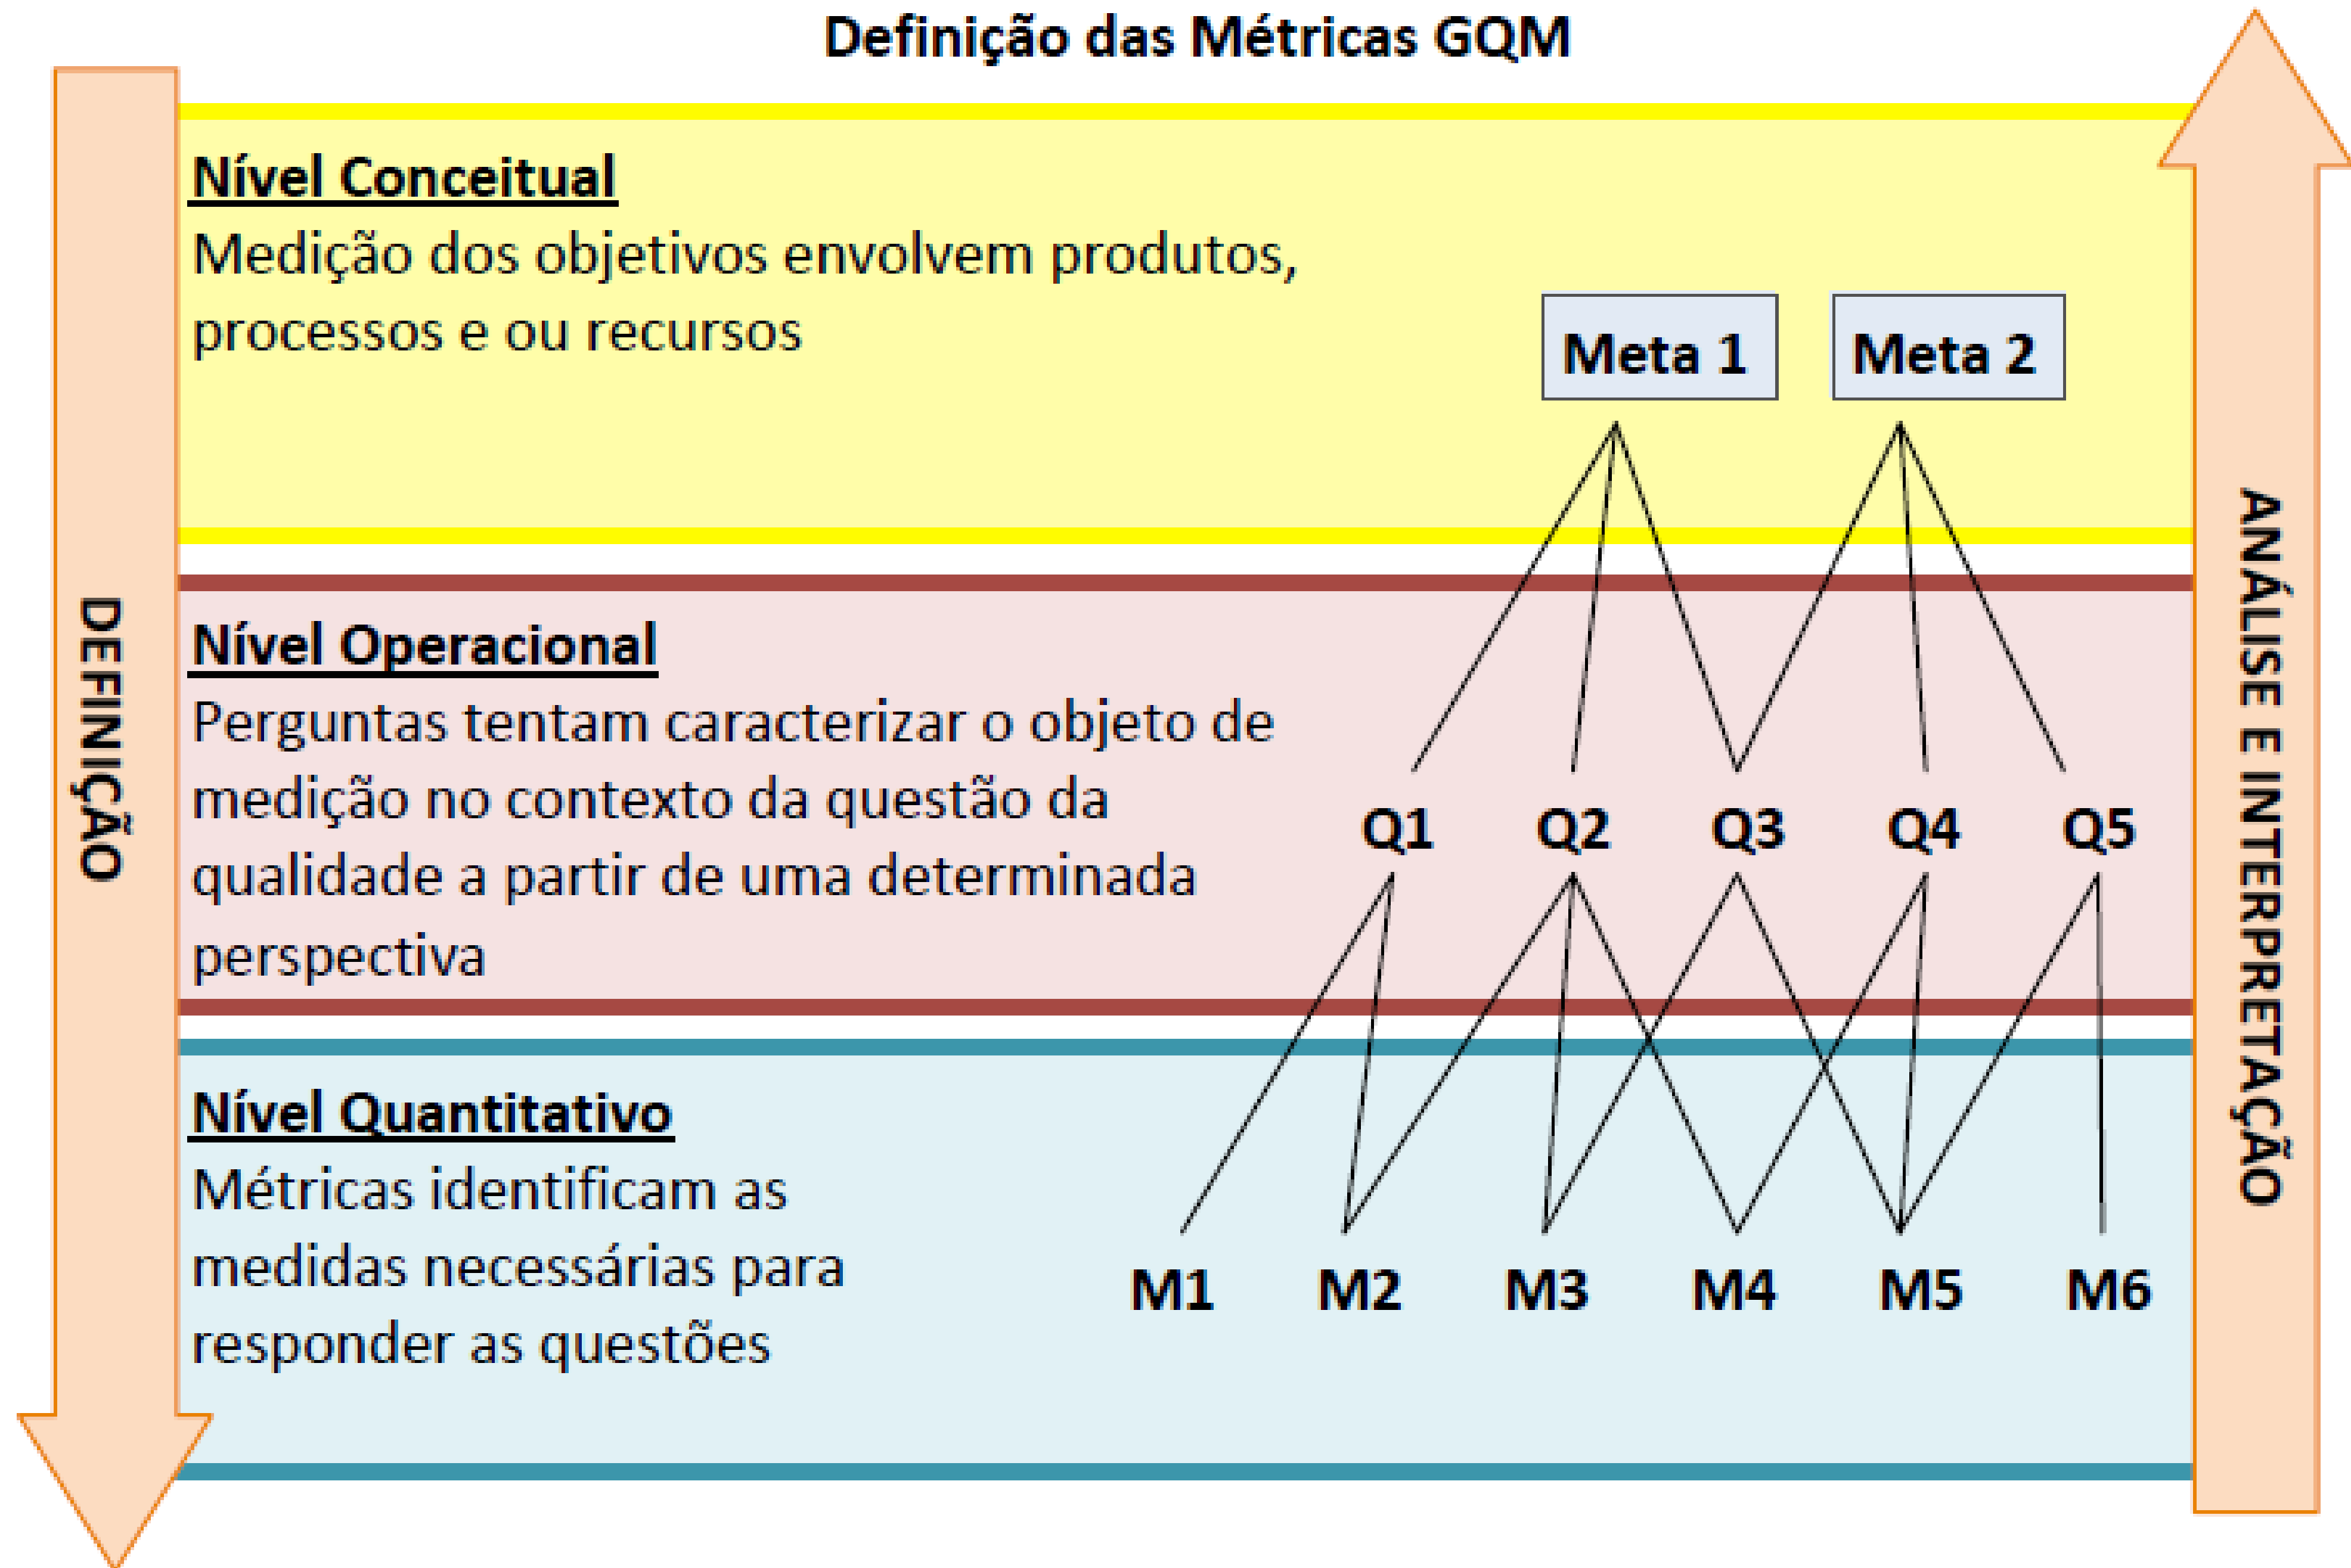 Definição das Métricas GQM
DEFINIÇÃO
Nível Conceitual
Medição dos objetivos envolvem produtos,
processos e ou recursos
Meta 1
Meta 2
Nível Operacional
Perguntas tentam caracterizar o objeto de
medição no contexto da questão da
qualidade a partir de uma determinada
perspectiva
Q1 Q2 Q3 Q4 Q5
Nível Quantitativo
Métricas identificam as
medidas necessárias para
responder as questões
M1 M2 M3 M4 M5 M6
ANÁLISE E INTERPRETAÇÃO